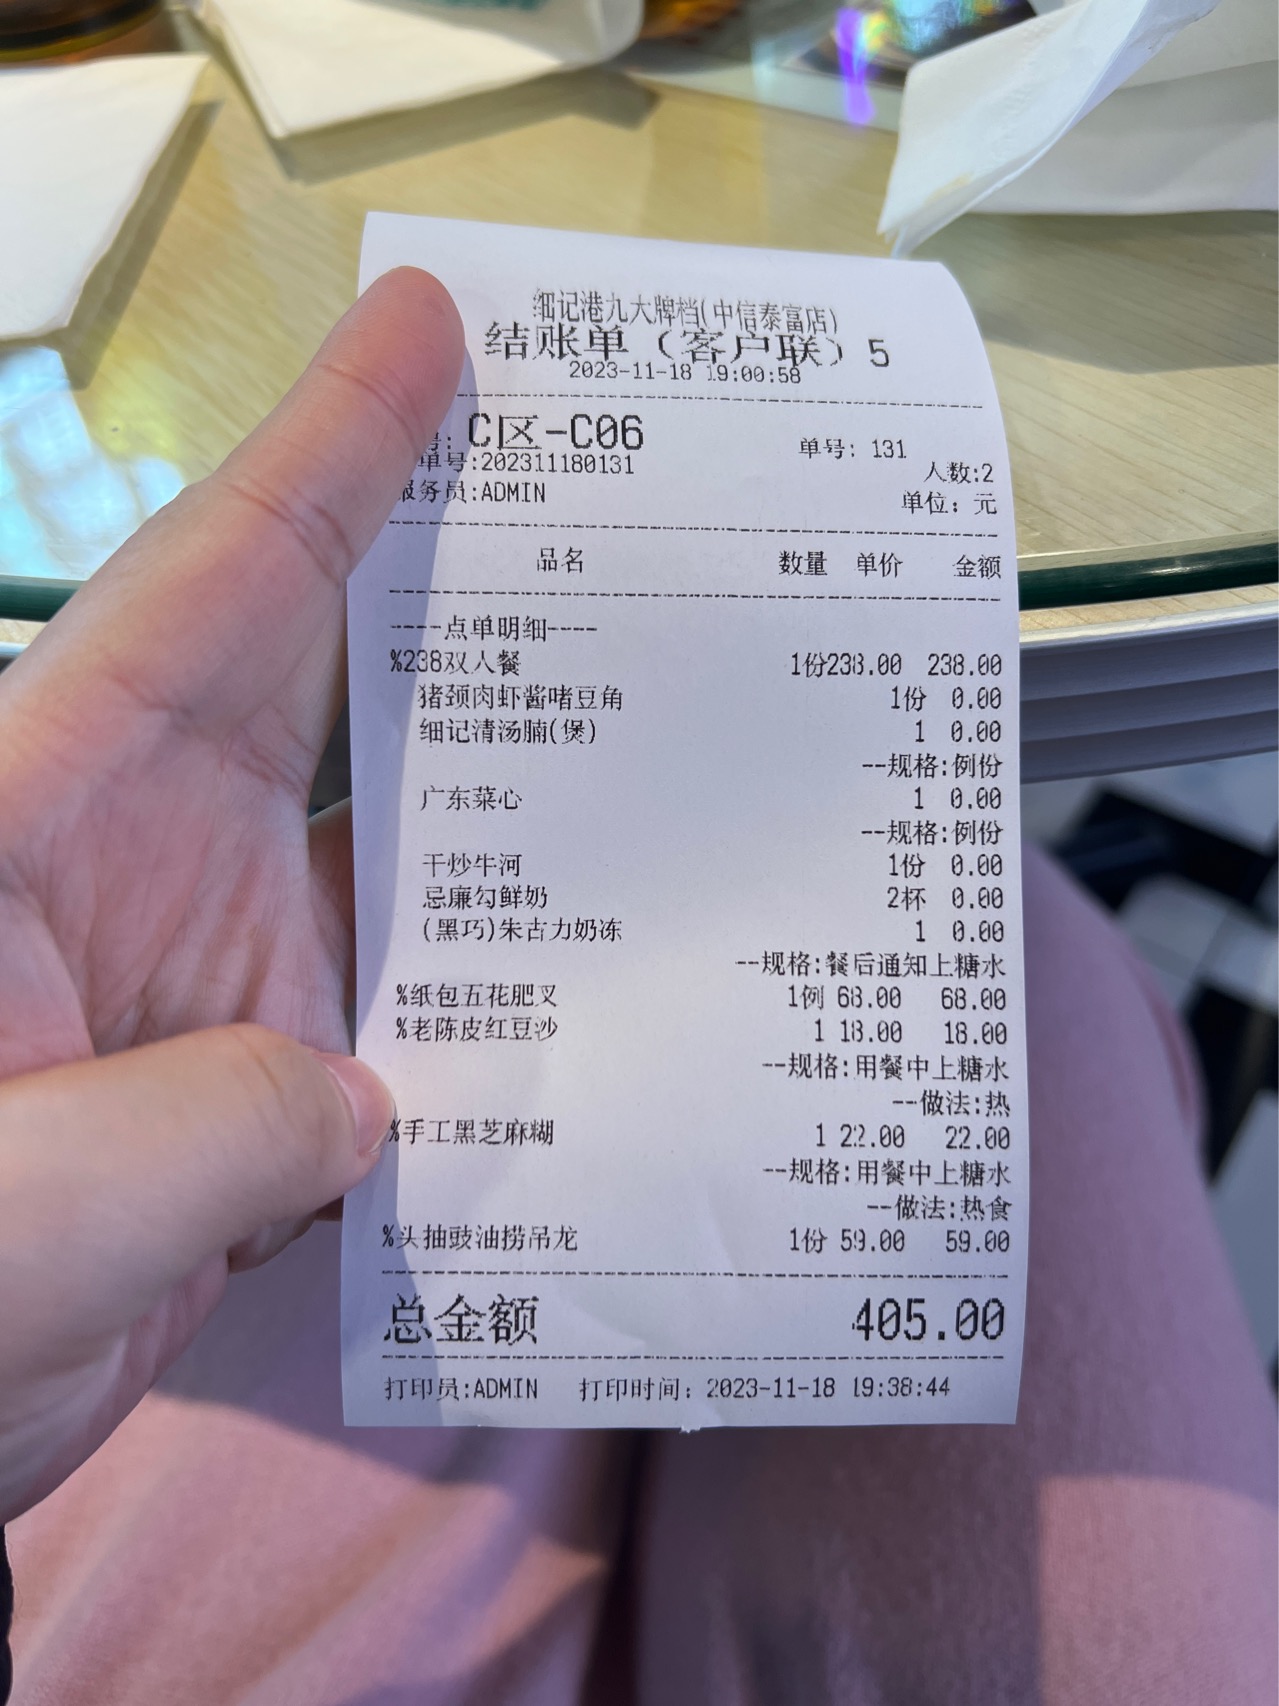 细记港九大牌档(中信泰富店)
结账单（客户联）5
2023-11-18 19:00:58
号: C区-C06 单号: 131
单号:202311180131 人数:2
服务员:ADMIN 单位: 元
品名 数量 单价 金额
----点单明细----
%238双人餐 1份238.00 238.00
猪颈肉虾酱啫豆角 1份 0.00
细记清汤腩(煲) 1 0.00
--规格:例份
广东菜心 1 0.00
--规格:例份
干炒牛河 1份 0.00
忌廉勾鲜奶 2杯 0.00
(黑巧)朱古力奶冻 1 0.00
--规格:餐后通知上糖水
%纸包五花肥叉 1例 68.00 68.00
%老陈皮红豆沙 1 18.00 18.00
--规格:用餐中上糖水
--做法:热
%手工黑芝麻糊 1 22.00 22.00
--规格:用餐中上糖水
--做法:热食
%头抽豉油捞吊龙 1份 59.00 59.00
总金额 405.00
打印员:ADMIN 打印时间: 2023-11-18 19:38:44